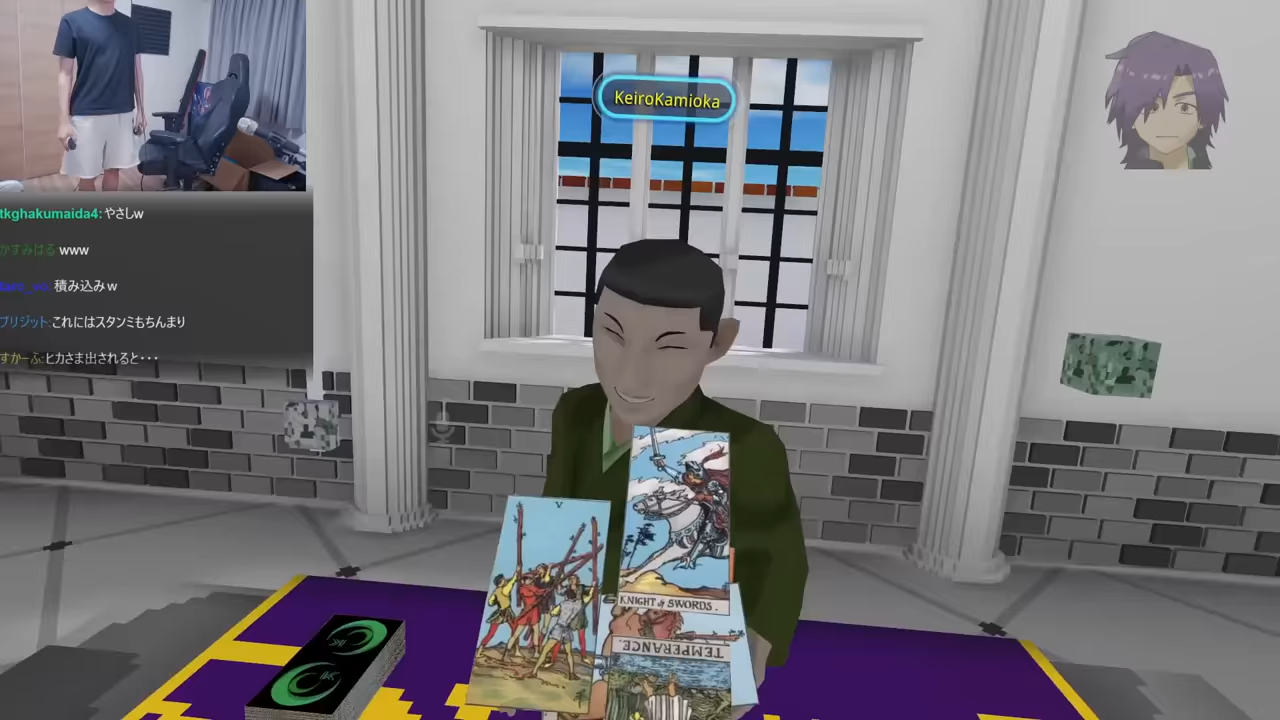 KeiroKamioka
tkghakumaida4: やさしw
かすみはる: www
積み込みｗ
ブリジット: これにはスタンミもちんまり
すかーふ: ヒカさま出されると・・・
V
KNIGHT of SWORDS.
TEMPERANCE.